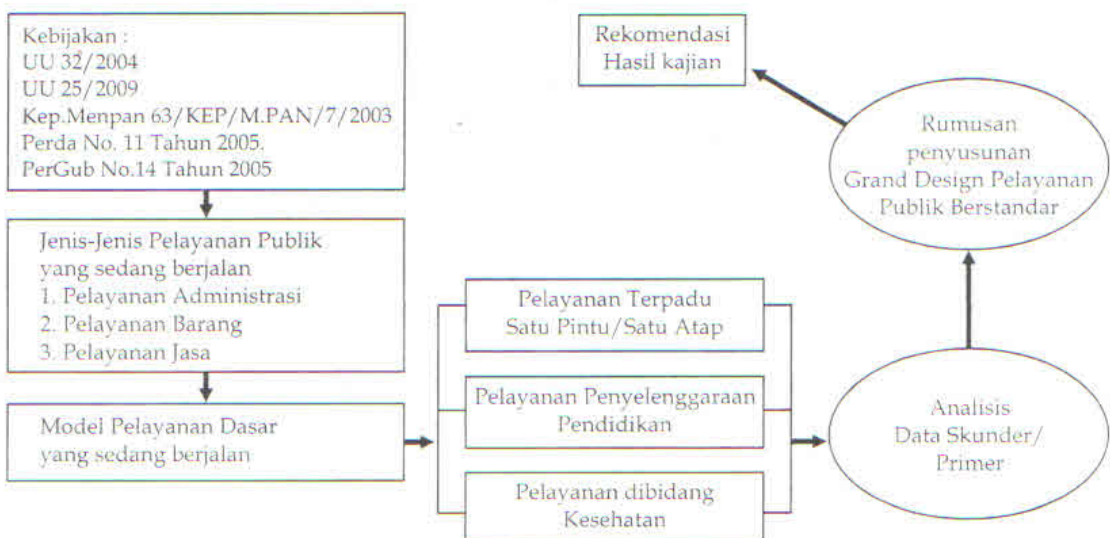 Kebijakan :
UU 32/2004
UU 25/2009
Kep.Menpan 63/KEP/M.PAN/7/2003
Perda No. 11 Tahun 2005.
PerGub No.14 Tahun 2005
Jenis-Jenis Pelayanan Publik
yang sedang berjalan
1. Pelayanan Administrasi
2. Pelayanan Barang
3. Pelayanan Jasa
Model Pelayanan Dasar
yang sedang berjalan
Pelayanan Terpadu
Satu Pintu/Satu Atap
Pelayanan Penyelenggaraan
Pendidikan
Pelayanan dibidang
Kesehatan
Analisis
Data Skunder/
Primer
Rumusan
penyusunan
Grand Design Pelayanan
Publik Berstandar
Rekomendasi
Hasil kajian